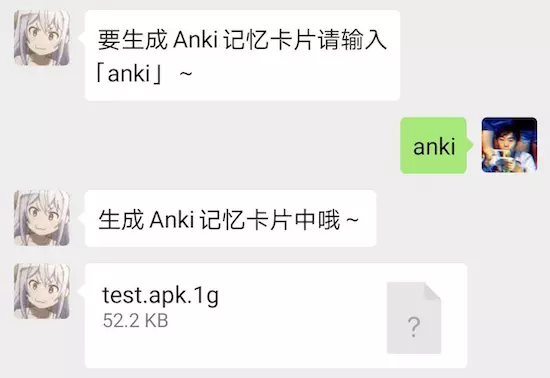 要生成 Anki 记忆卡片请输入
「anki」~
anki
生成 Anki 记忆卡片中哦~
test.apk.1g
52.2 KB
?